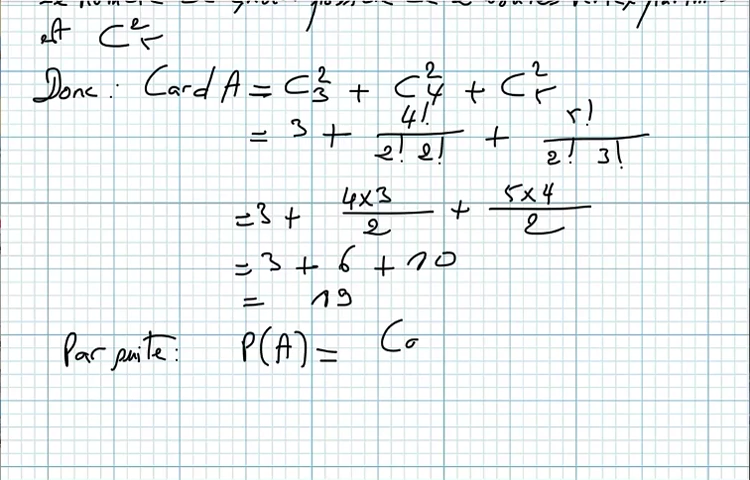 et C²₅
Donc : Card A = C²₃ + C²₄ + C²₅
= 3 + 4!/(2! 2!) + 5!/(2! 3!)
= 3 + (4×3)/2 + (5×4)/2
= 3 + 6 + 10
= 19
Par suite : P(A) = Ca